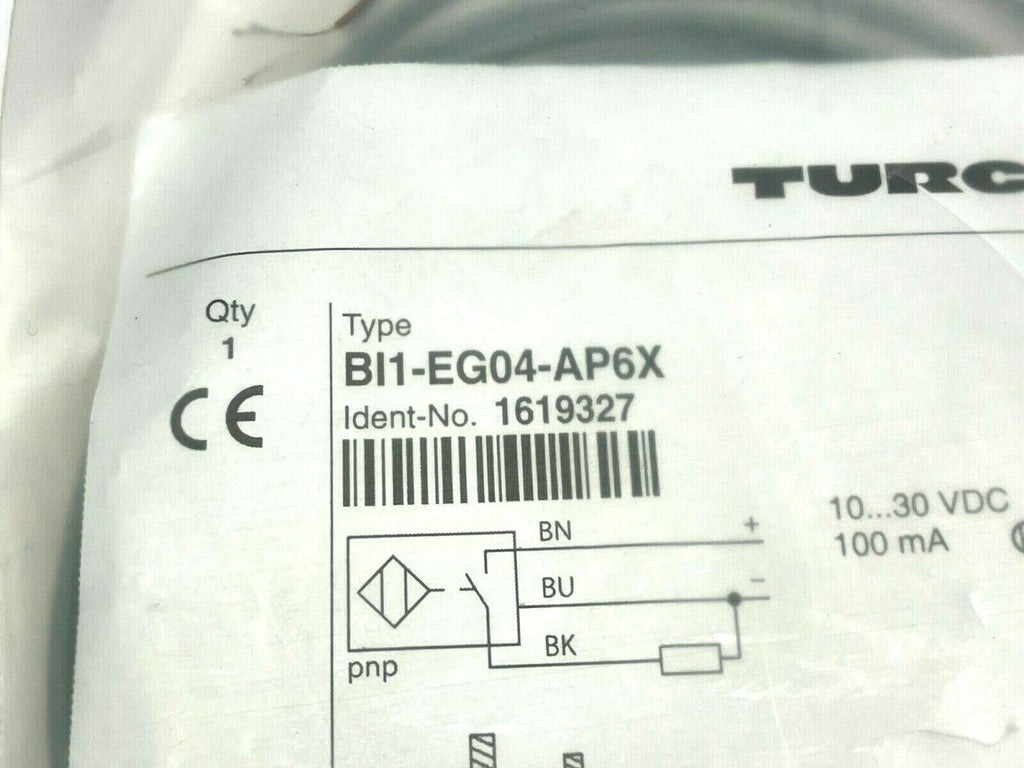 TURC
Qty
1
CE
Type
BI1-EG04-AP6X
Ident-No. 1619327
10...30 VDC
100 mA
BN
+
BU
-
BK
pnp